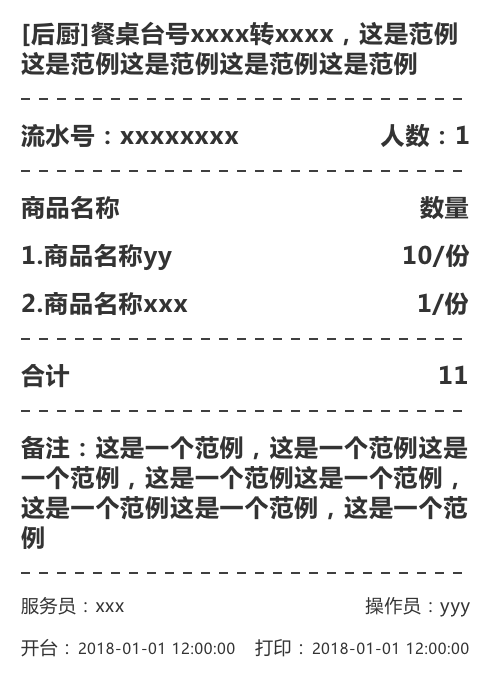 [后厨]餐桌台号xxxx转xxxx，这是范例
这是范例这是范例这是范例这是范例
流水号：xxxxxxxx 人数：1
商品名称 数量
1.商品名称yy 10/份
2.商品名称xxx 1/份
合计 11
备注：这是一个范例，这是一个范例这是
一个范例，这是一个范例这是一个范例，
这是一个范例这是一个范例，这是一个范
例
服务员：xxx 操作员：yyy
开台：2018-01-01 12:00:00 打印：2018-01-01 12:00:00